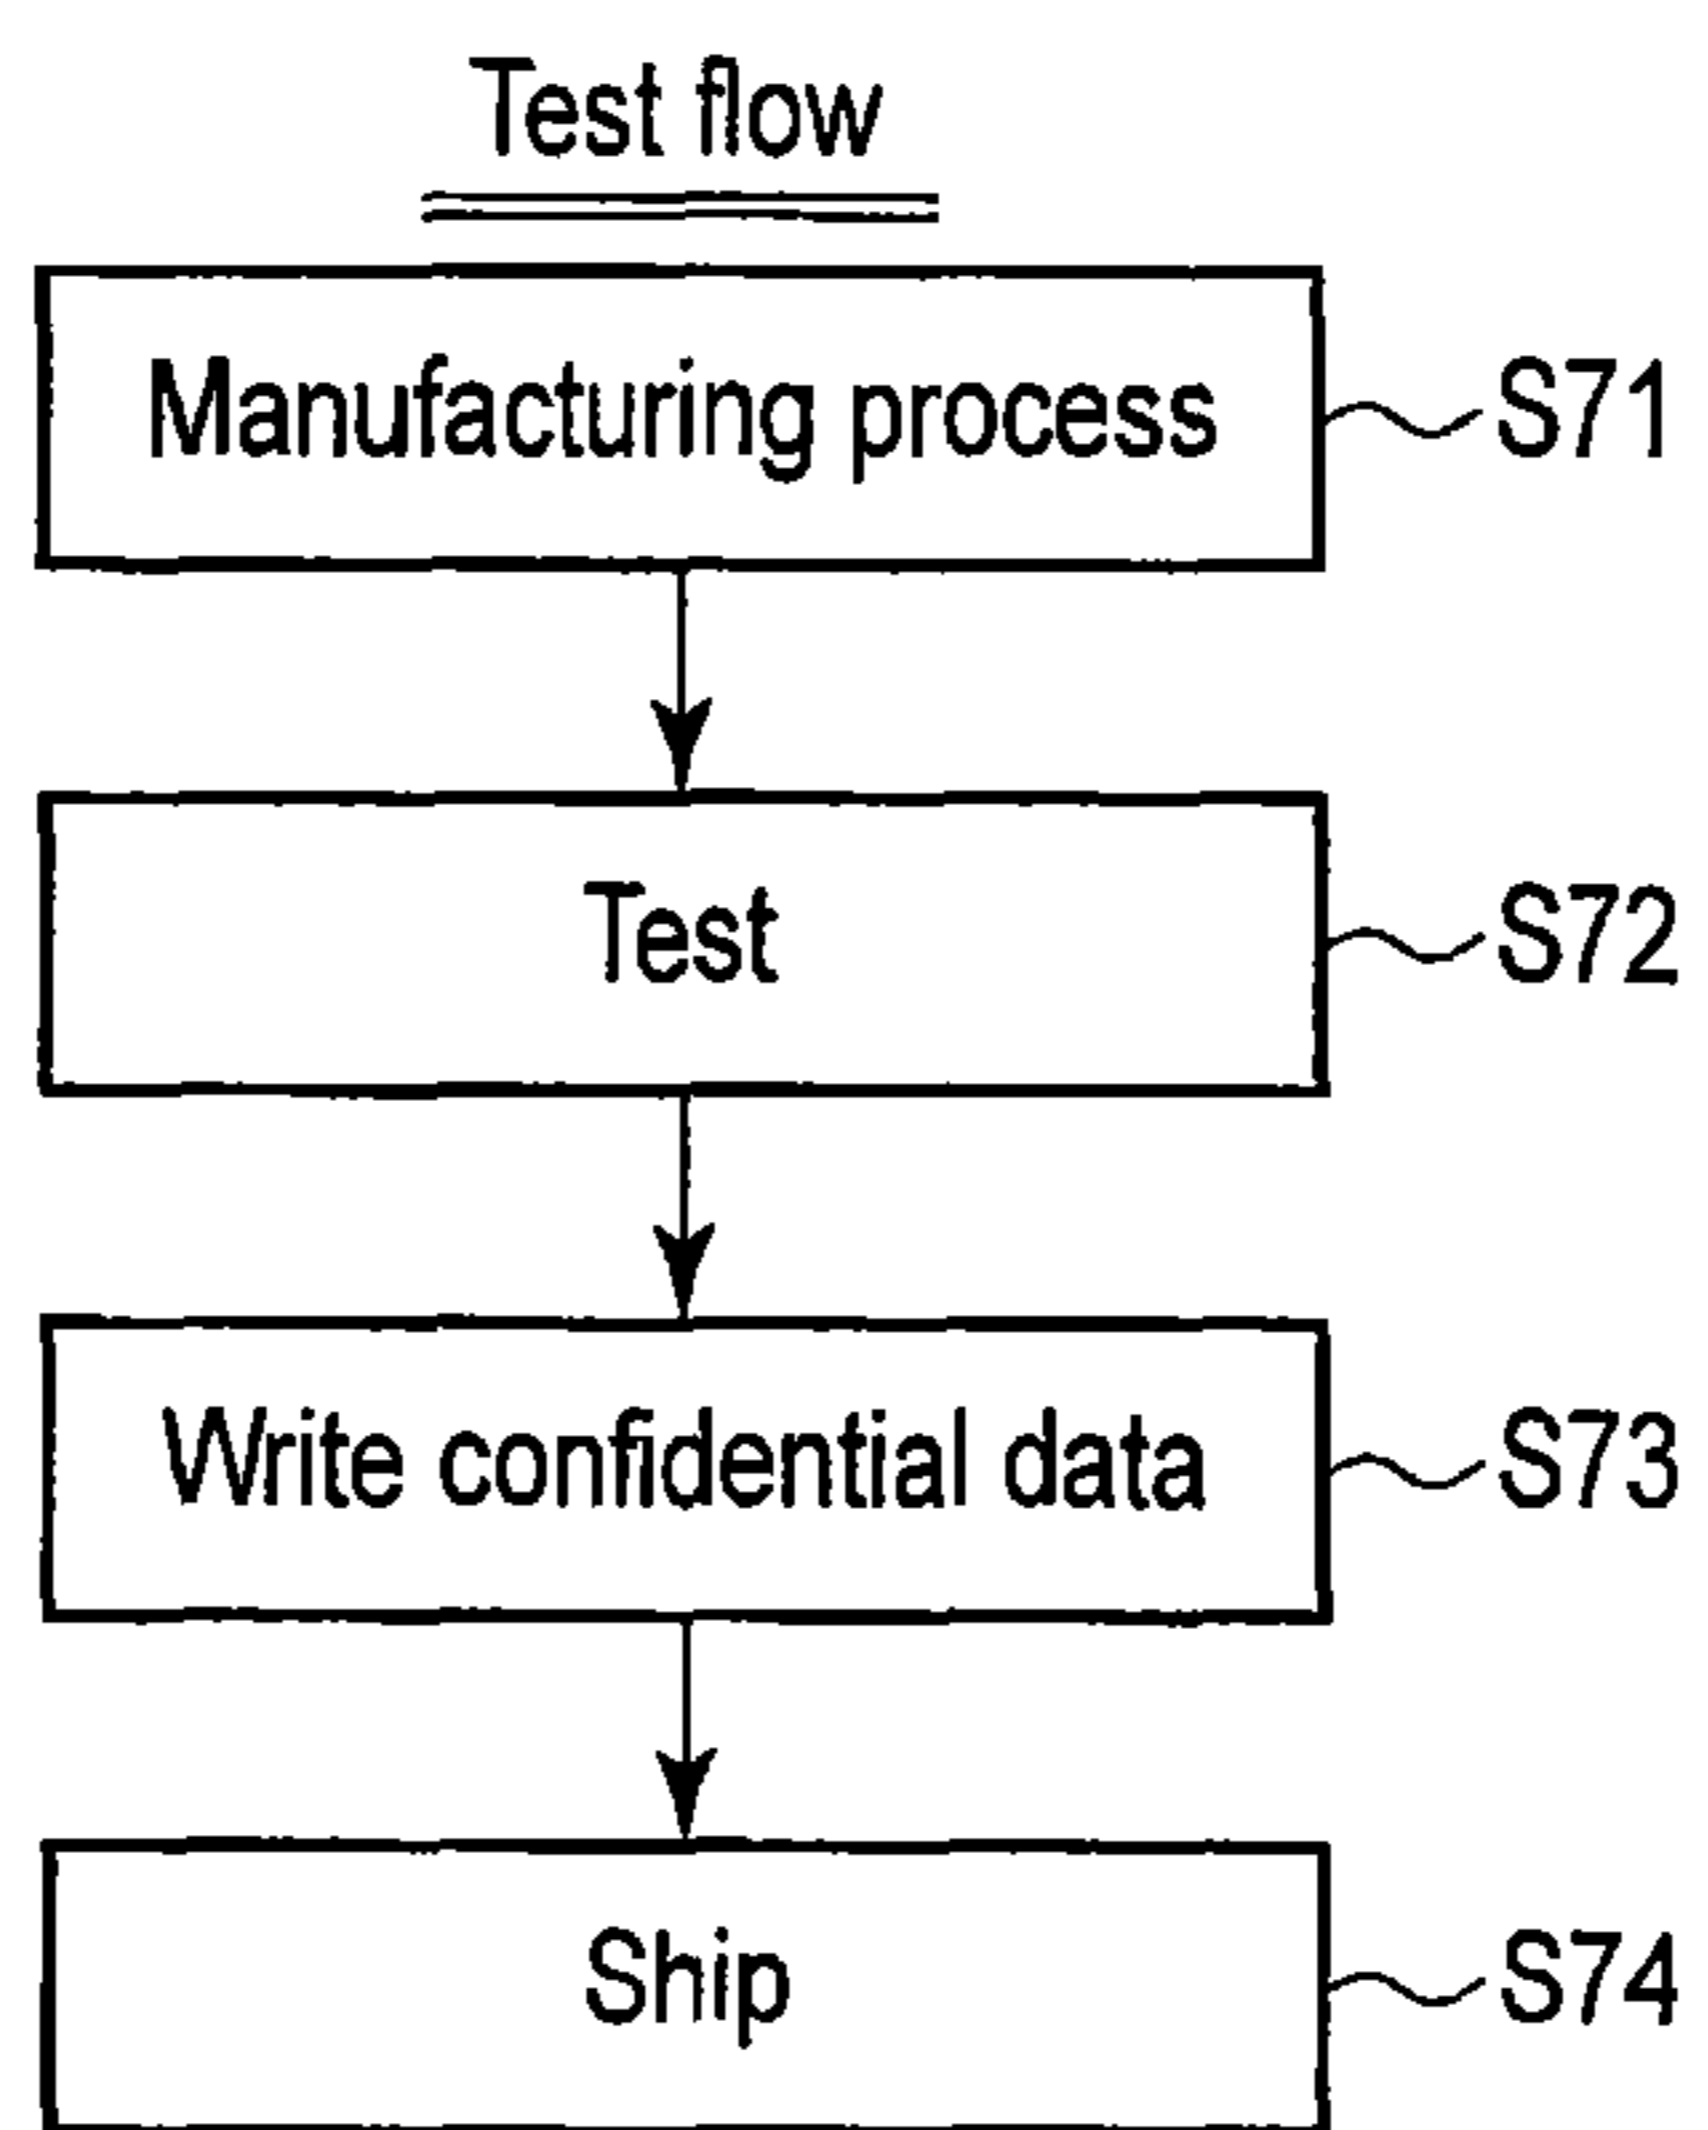 Test flow
Manufacturing process S71
Test S72
Write confidential data S73
Ship S74